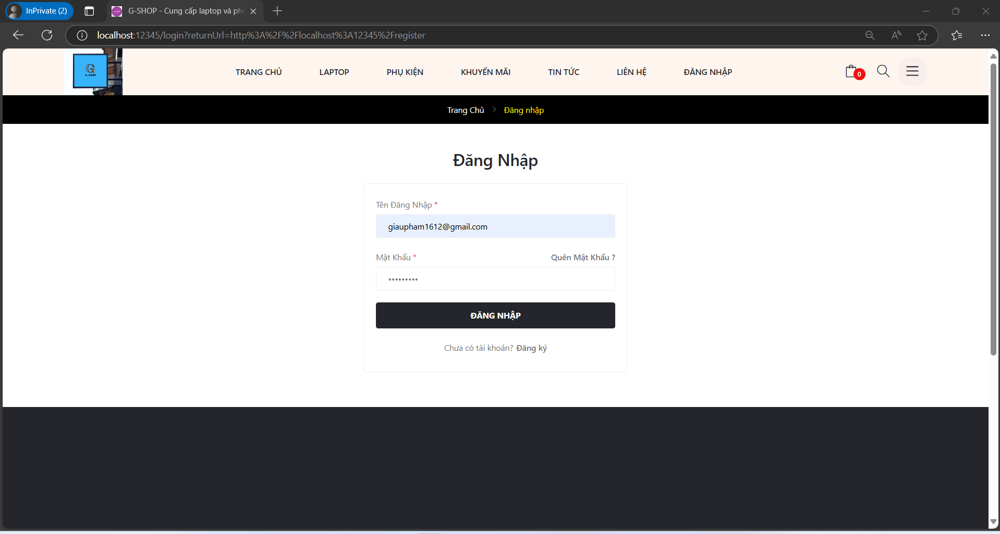 InPrivate (2)
G-SHOP - Cung cấp laptop và ph
localhost:12345/login?returnUrl=http%3A%2F%2Flocalhost%3A12345%2Fregister
G
G-SHOP
TRANG CHỦ
LAPTOP
PHỤ KIỆN
KHUYẾN MÃI
TIN TỨC
LIÊN HỆ
ĐĂNG NHẬP
0
Trang Chủ
Đăng nhập
Đăng Nhập
Tên Đăng Nhập *
giaupham1612@gmail.com
Mật Khẩu *
Quên Mật Khẩu ?
•••••••••
ĐĂNG NHẬP
Chưa có tài khoản? Đăng ký